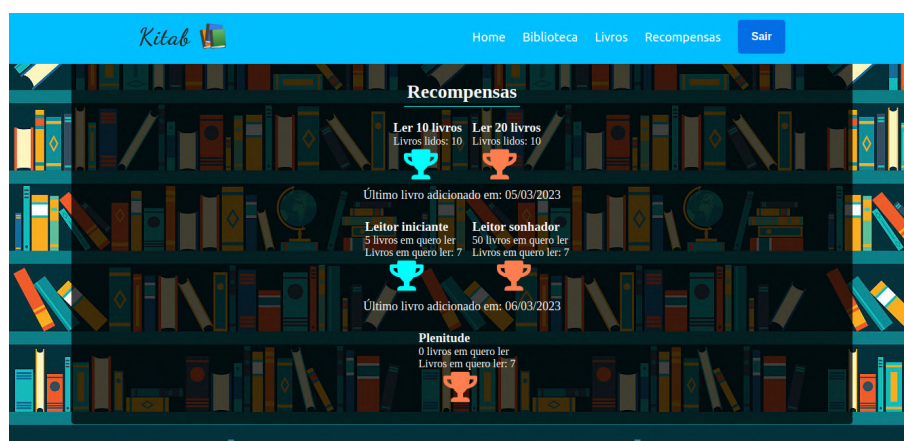 Kitab
Home Biblioteca Livros Recompensas Sair
Recompensas
Ler 10 livros Ler 20 livros
Livros lidos: 10 Livros lidos: 10
Último livro adicionado em: 05/03/2023
Leitor iniciante Leitor sonhador
5 livros em quero ler 50 livros em quero ler
Livros em quero ler: 7 Livros em quero ler: 7
Último livro adicionado em: 06/03/2023
Plenitude
0 livros em quero ler
Livros em quero ler: 7